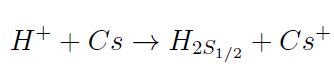 H⁺ + Cs → H_{2S_{1/2}} + Cs⁺